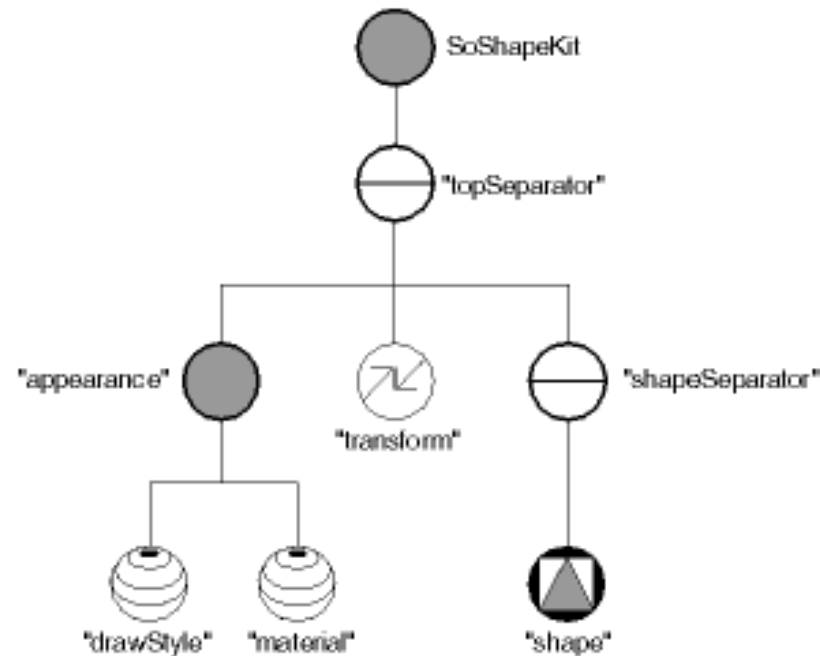 SoShapeKit
"topSeparator"
"appearance"
"transform"
"shapeSeparator"
"drawStyle"
"material"
"shape"